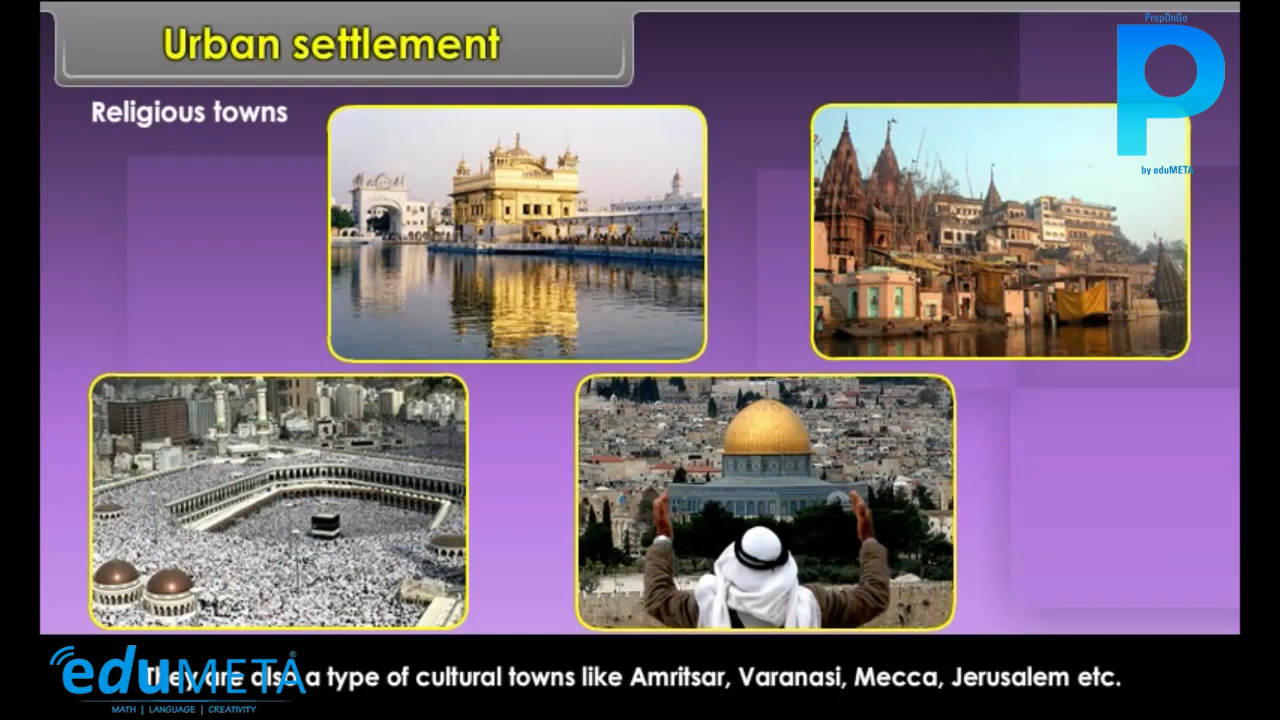 Urban settlement
PropOnGo
P
by eduMETA
Religious towns
They are also a type of cultural towns like Amritsar, Varanasi, Mecca, Jerusalem etc.
eduMETA®
MATH | LANGUAGE | CREATIVITY